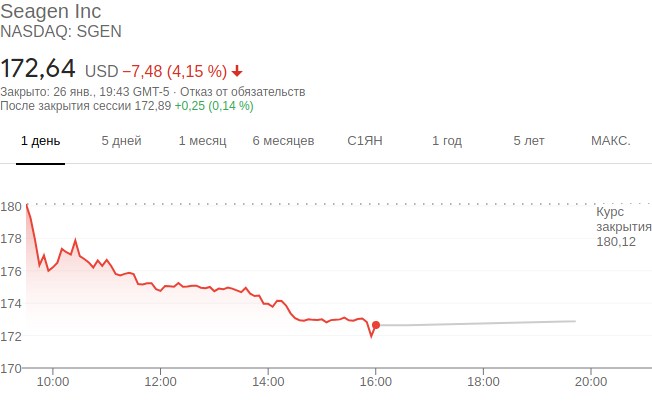 Seagen Inc
NASDAQ: SGEN
172,64 USD −7,48 (4,15 %)
Закрыто: 26 янв., 19:43 GMT-5 · Отказ от обязательств
После закрытия сессии 172,89 +0,25 (0,14 %)
1 день 5 дней 1 месяц 6 месяцев С1ЯН 1 год 5 лет МАКС.
180
Курс
закрытия
180,12
178
176
174
172
170
10:00 12:00 14:00 16:00 18:00 20:00